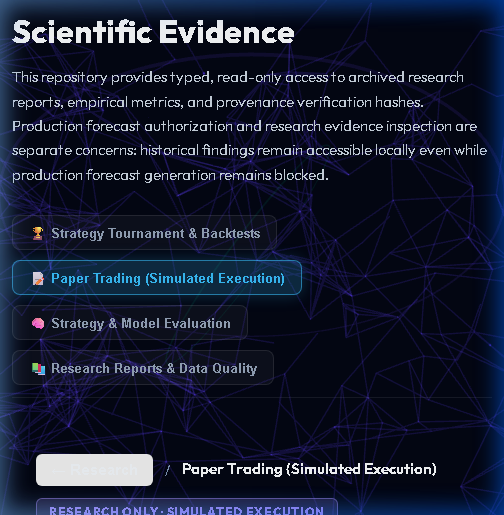 Scientific Evidence
This repository provides typed, read-only access to archived research
reports, empirical metrics, and provenance verification hashes.
Production forecast authorization and research evidence inspection are
separate concerns: historical findings remain accessible locally even while
production forecast generation remains blocked.
Strategy Tournament & Backtests
Paper Trading (Simulated Execution)
Strategy & Model Evaluation
Research Reports & Data Quality
← Research / Paper Trading (Simulated Execution)
RESEARCH ONLY · SIMULATED EXECUTION